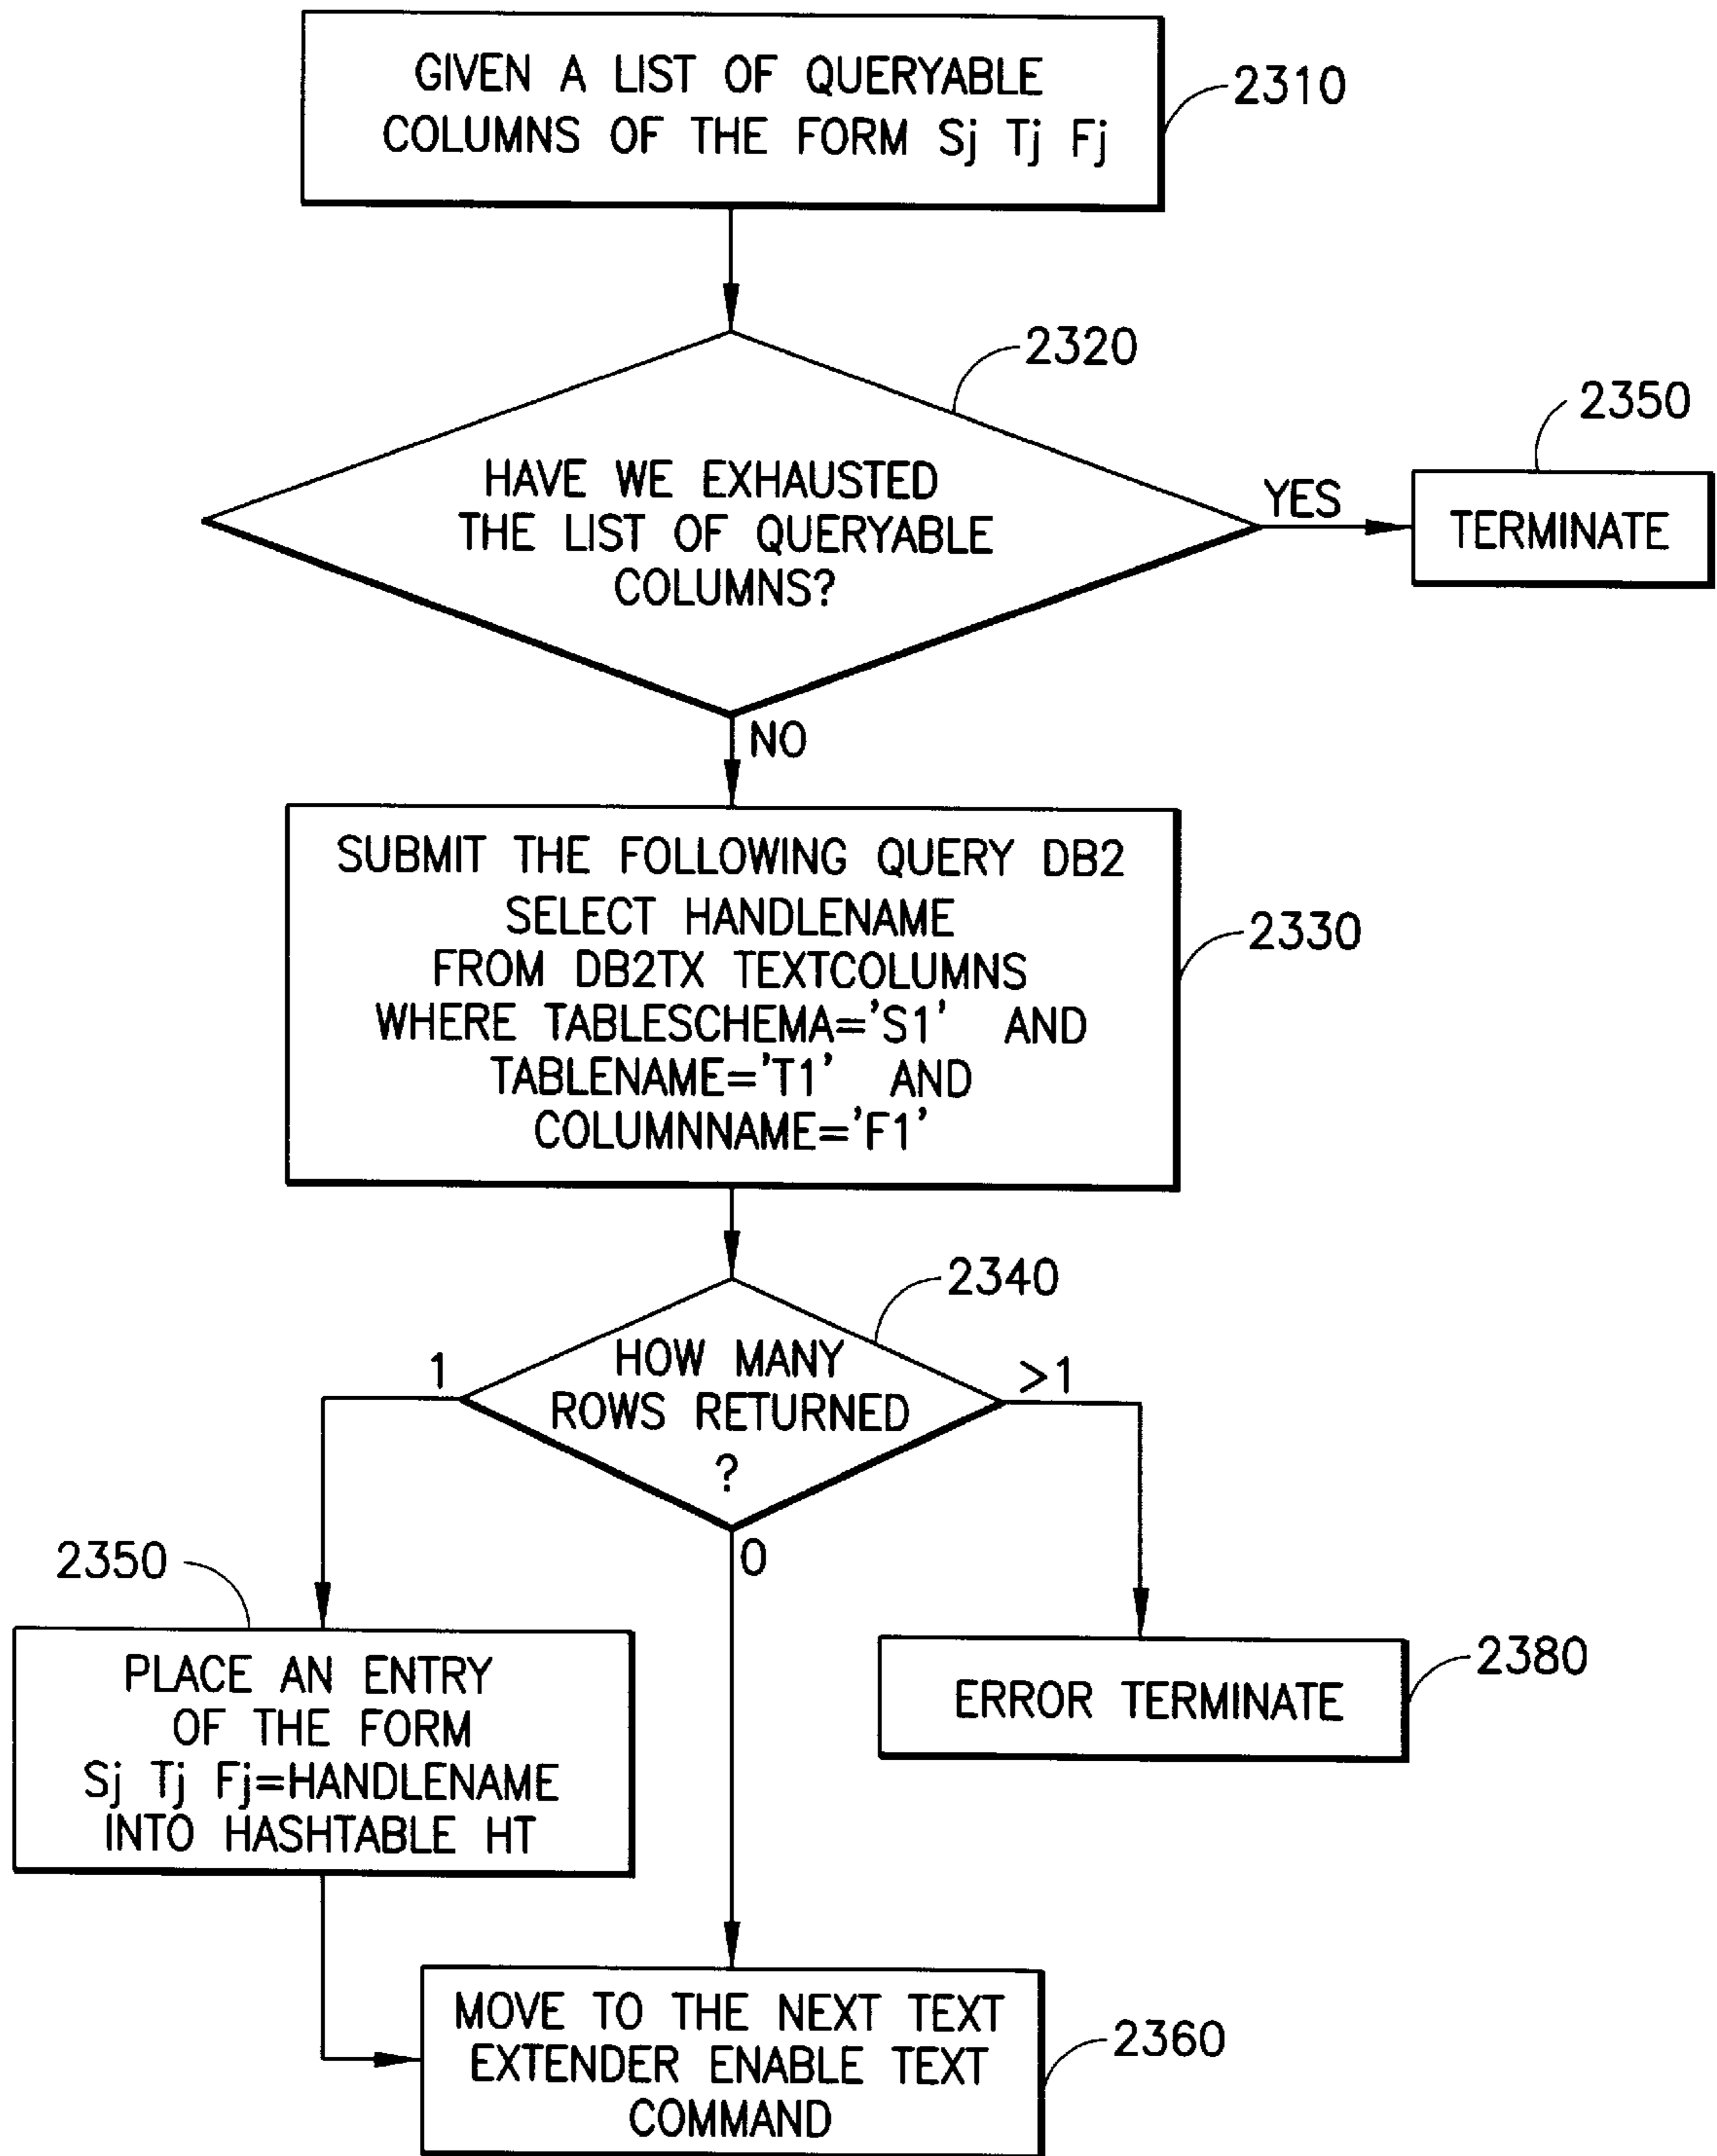 GIVEN A LIST OF QUERYABLE
COLUMNS OF THE FORM Sj Tj Fj
2310
2320
HAVE WE EXHAUSTED
THE LIST OF QUERYABLE
COLUMNS?
YES
2350
TERMINATE
NO
SUBMIT THE FOLLOWING QUERY DB2
SELECT HANDLENAME
FROM DB2TX TEXTCOLUMNS
WHERE TABLESCHEMA='S1' AND
TABLENAME='T1' AND
COLUMNNAME='F1'
2330
2340
HOW MANY
ROWS RETURNED
?
1
>1
0
2350
PLACE AN ENTRY
OF THE FORM
Sj Tj Fj=HANDLENAME
INTO HASHTABLE HT
ERROR TERMINATE
2380
MOVE TO THE NEXT TEXT
EXTENDER ENABLE TEXT
COMMAND
2360